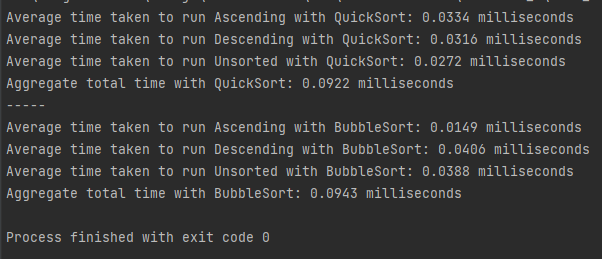 Average time taken to run Ascending with QuickSort: 0.0334 milliseconds
Average time taken to run Descending with QuickSort: 0.0316 milliseconds
Average time taken to run Unsorted with QuickSort: 0.0272 milliseconds
Aggregate total time with QuickSort: 0.0922 milliseconds
-----
Average time taken to run Ascending with BubbleSort: 0.0149 milliseconds
Average time taken to run Descending with BubbleSort: 0.0406 milliseconds
Average time taken to run Unsorted with BubbleSort: 0.0388 milliseconds
Aggregate total time with BubbleSort: 0.0943 milliseconds
Process finished with exit code 0